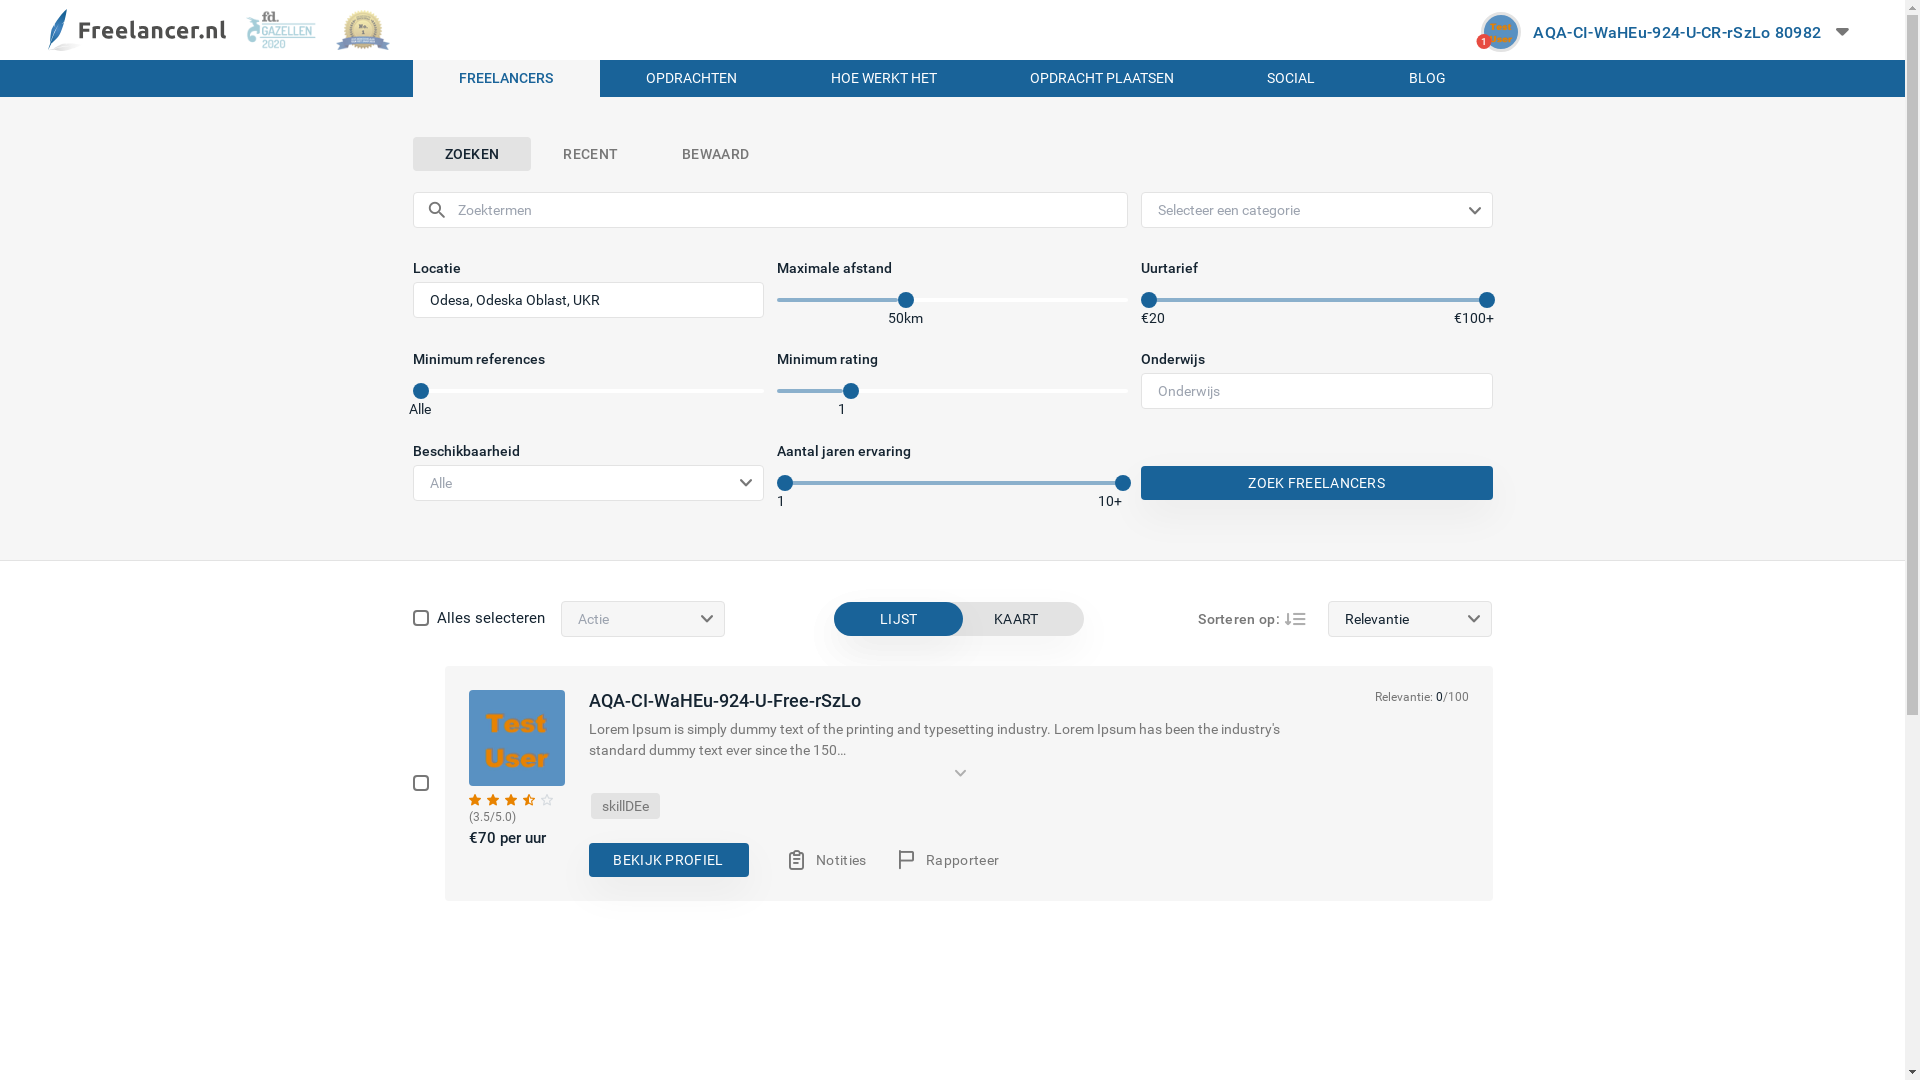 Freelancer.nl
fd.
GAZELLEN
2020
No.
1
1
Test
User
AQA-CI-WaHEu-924-U-CR-rSzLo 80982
FREELANCERS
OPDRACHTEN
HOE WERKT HET
OPDRACHT PLAATSEN
SOCIAL
BLOG
ZOEKEN
RECENT
BEWAARD
Zoektermen
Selecteer een categorie
Locatie
Maximale afstand
Uurtarief
Odesa, Odeska Oblast, UKR
50km
€20
€100+
Minimum references
Minimum rating
Onderwijs
Onderwijs
Alle
1
Beschikbaarheid
Aantal jaren ervaring
Alle
ZOEK FREELANCERS
1
10+
Alles selecteren
Actie
LIJST
KAART
Sorteren op:
Relevantie
Test
User
AQA-CI-WaHEu-924-U-Free-rSzLo
Relevantie: 0/100
Lorem Ipsum is simply dummy text of the printing and typesetting industry. Lorem Ipsum has been the industry's
standard dummy text ever since the 150...
skillDEe
(3.5/5.0)
€70 per uur
BEKIJK PROFIEL
Notities
Rapporteer